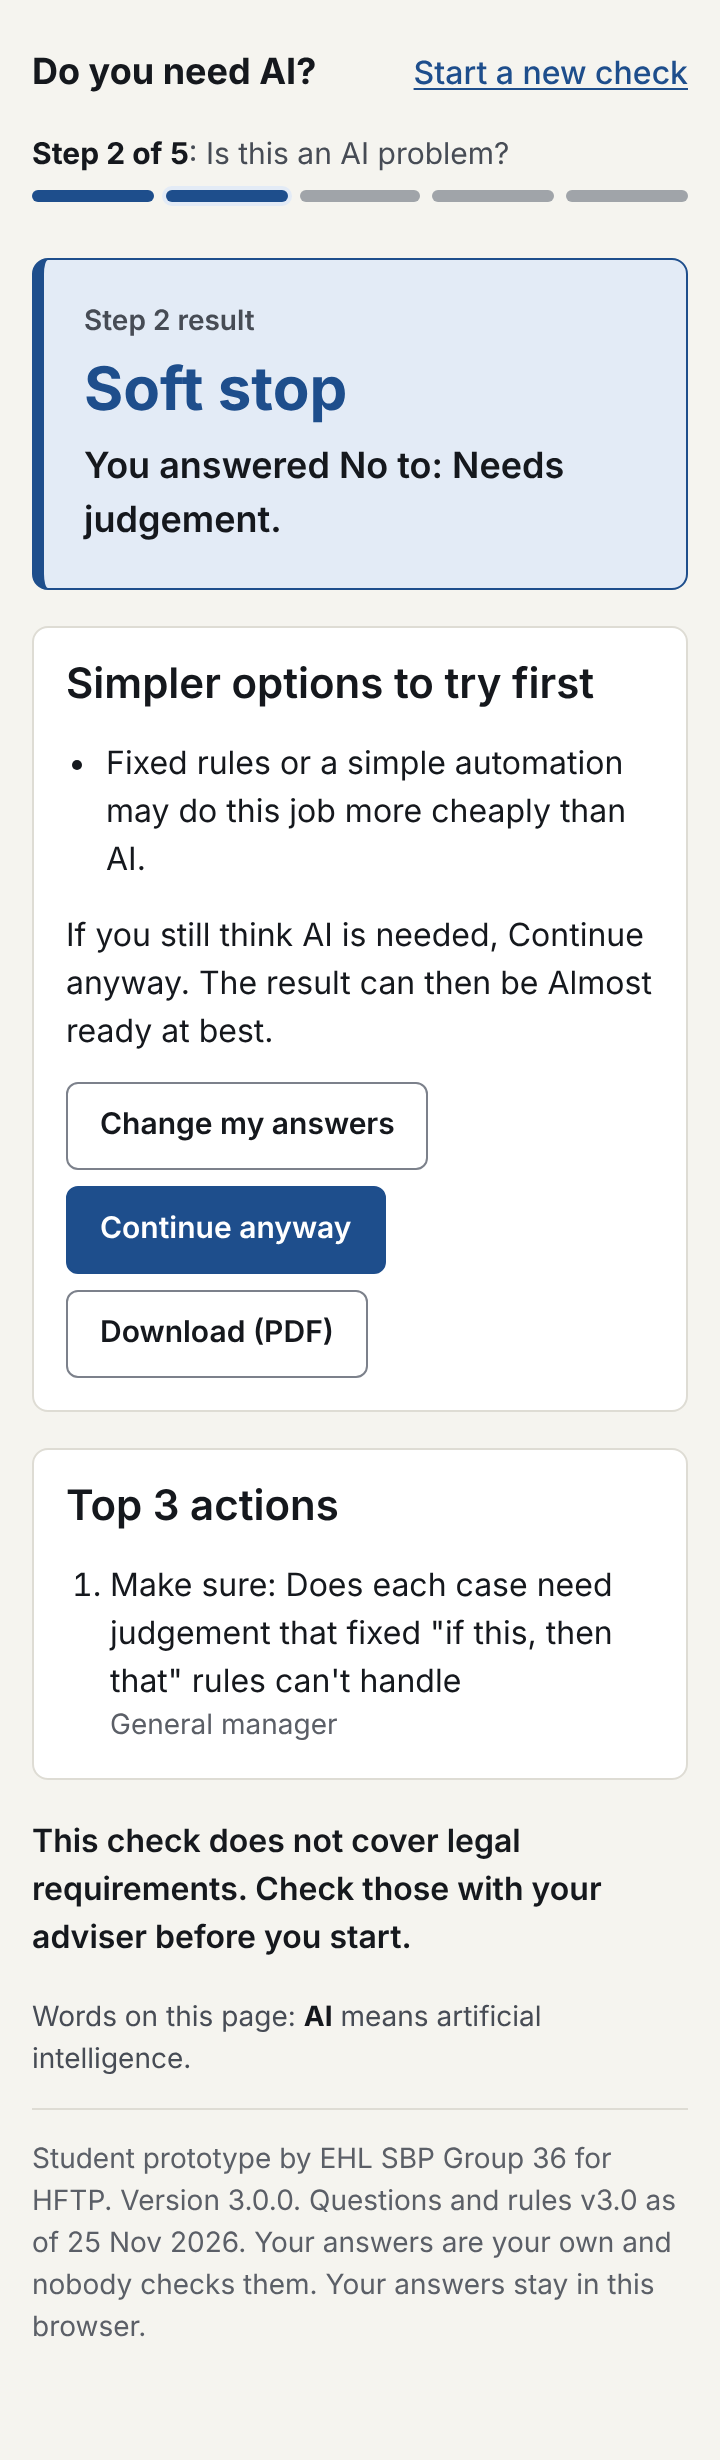 Do you need AI?
Start a new check
Step 2 of 5: Is this an AI problem?
Step 2 result
Soft stop
You answered No to: Needs
judgement.
Simpler options to try first
• Fixed rules or a simple automation
may do this job more cheaply than
AI.
If you still think AI is needed, Continue
anyway. The result can then be Almost
ready at best.
Change my answers
Continue anyway
Download (PDF)
Top 3 actions
1. Make sure: Does each case need
judgement that fixed "if this, then
that" rules can't handle
General manager
This check does not cover legal
requirements. Check those with your
adviser before you start.
Words on this page: AI means artificial
intelligence.
Student prototype by EHL SBP Group 36 for
HFTP. Version 3.0.0. Questions and rules v3.0 as
of 25 Nov 2026. Your answers are your own and
nobody checks them. Your answers stay in this
browser.